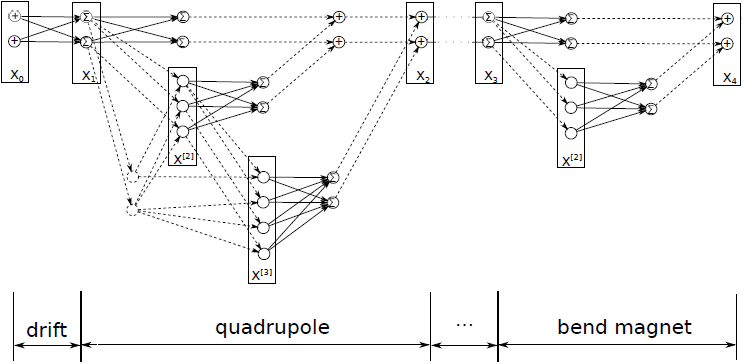 + Σ Σ + + Σ Σ +
+ Σ Σ + + Σ Σ +
X0 X1 X2 X3 X4
Σ Σ
Σ Σ
X[2] X[2]
Σ
Σ
X[3]
drift quadrupole ... bend magnet